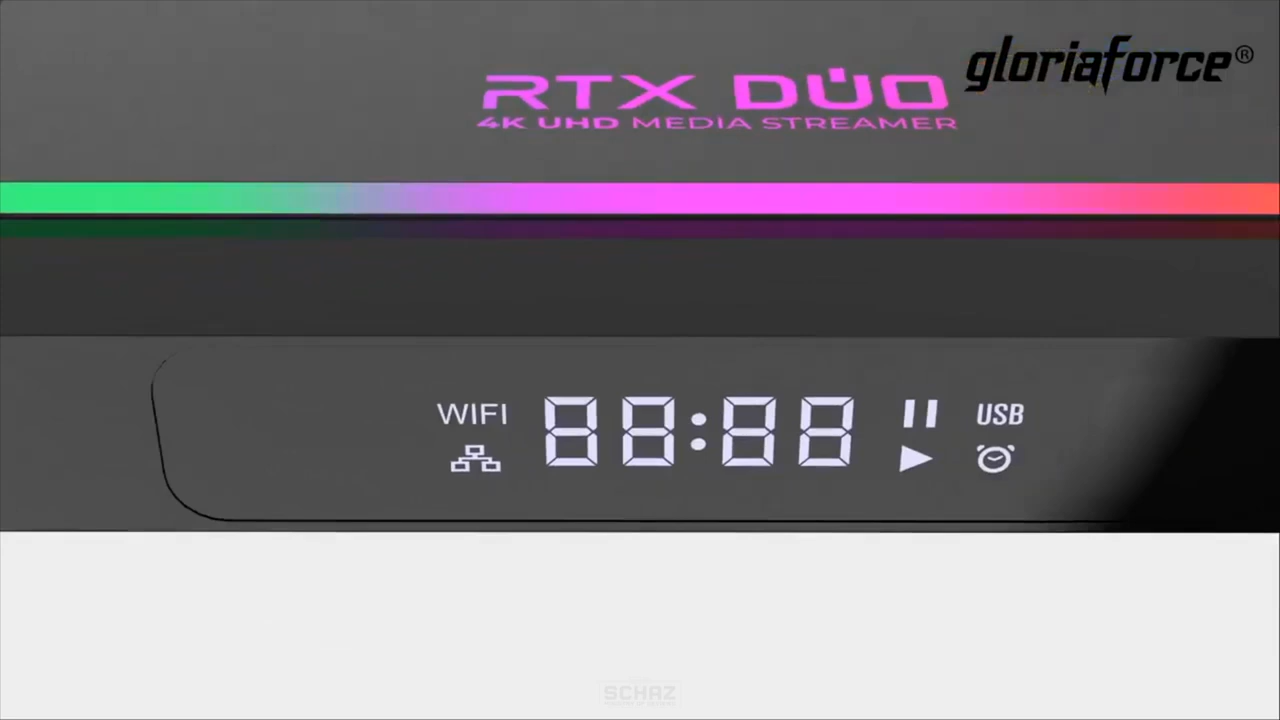 gloriaforce®
RTX DUO
4K UHD MEDIA STREAMER
WIFI
88:88
USB
SCHAZ